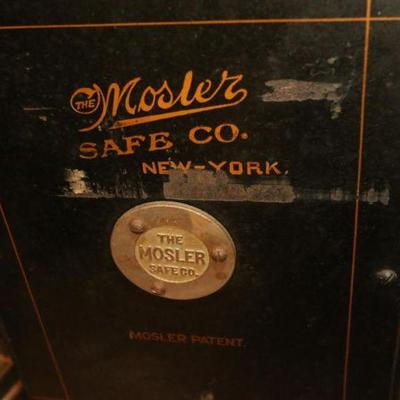 THE Mosler
SAFE CO.
NEW-YORK.
THE
MOSLER
SAFE CO.
MOSLER PATENT.